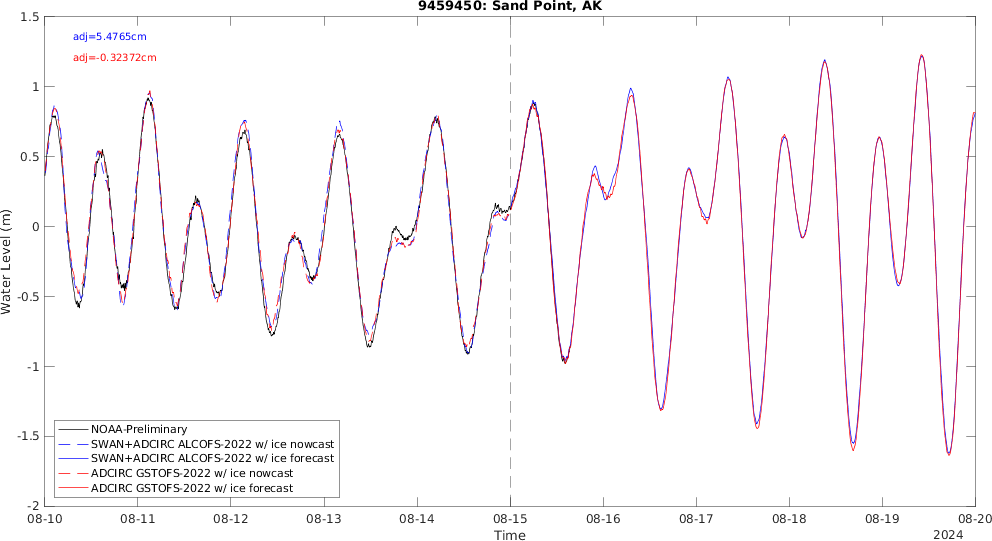 9459450: Sand Point, AK
adj=5.4765cm
adj=-0.32372cm
Water Level (m)
1.5
1
0.5
0
-0.5
-1
-1.5
-2
NOAA-Preliminary
SWAN+ADCIRC ALCOFS-2022 w/ ice nowcast
SWAN+ADCIRC ALCOFS-2022 w/ ice forecast
ADCIRC GSTOFS-2022 w/ ice nowcast
ADCIRC GSTOFS-2022 w/ ice forecast
08-10 08-11 08-12 08-13 08-14 08-15 08-16 08-17 08-18 08-19 08-20
Time
2024